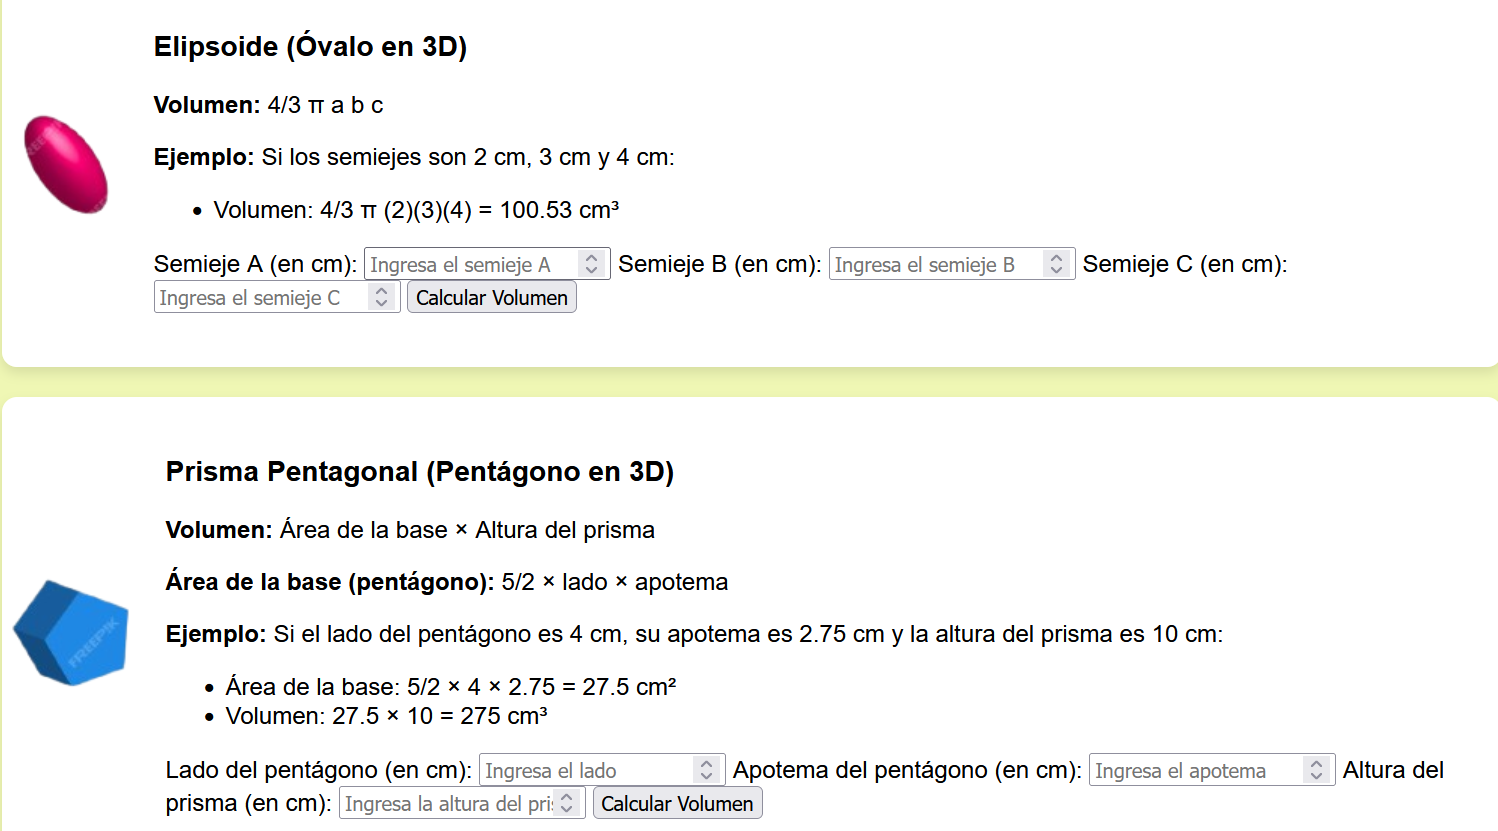 Elipsoide (Óvalo en 3D)
Volumen: 4/3 π a b c
Ejemplo: Si los semiejes son 2 cm, 3 cm y 4 cm:
• Volumen: 4/3 π (2)(3)(4) = 100.53 cm³
Semieje A (en cm): Ingresa el semieje A Semieje B (en cm): Ingresa el semieje B Semieje C (en cm):
Ingresa el semieje C Calcular Volumen
Prisma Pentagonal (Pentágono en 3D)
Volumen: Área de la base × Altura del prisma
Área de la base (pentágono): 5/2 × lado × apotema
FREEPIK
Ejemplo: Si el lado del pentágono es 4 cm, su apotema es 2.75 cm y la altura del prisma es 10 cm:
• Área de la base: 5/2 × 4 × 2.75 = 27.5 cm²
• Volumen: 27.5 × 10 = 275 cm³
Lado del pentágono (en cm): Ingresa el lado Apotema del pentágono (en cm): Ingresa el apotema Altura del
prisma (en cm): Ingresa la altura del pri Calcular Volumen